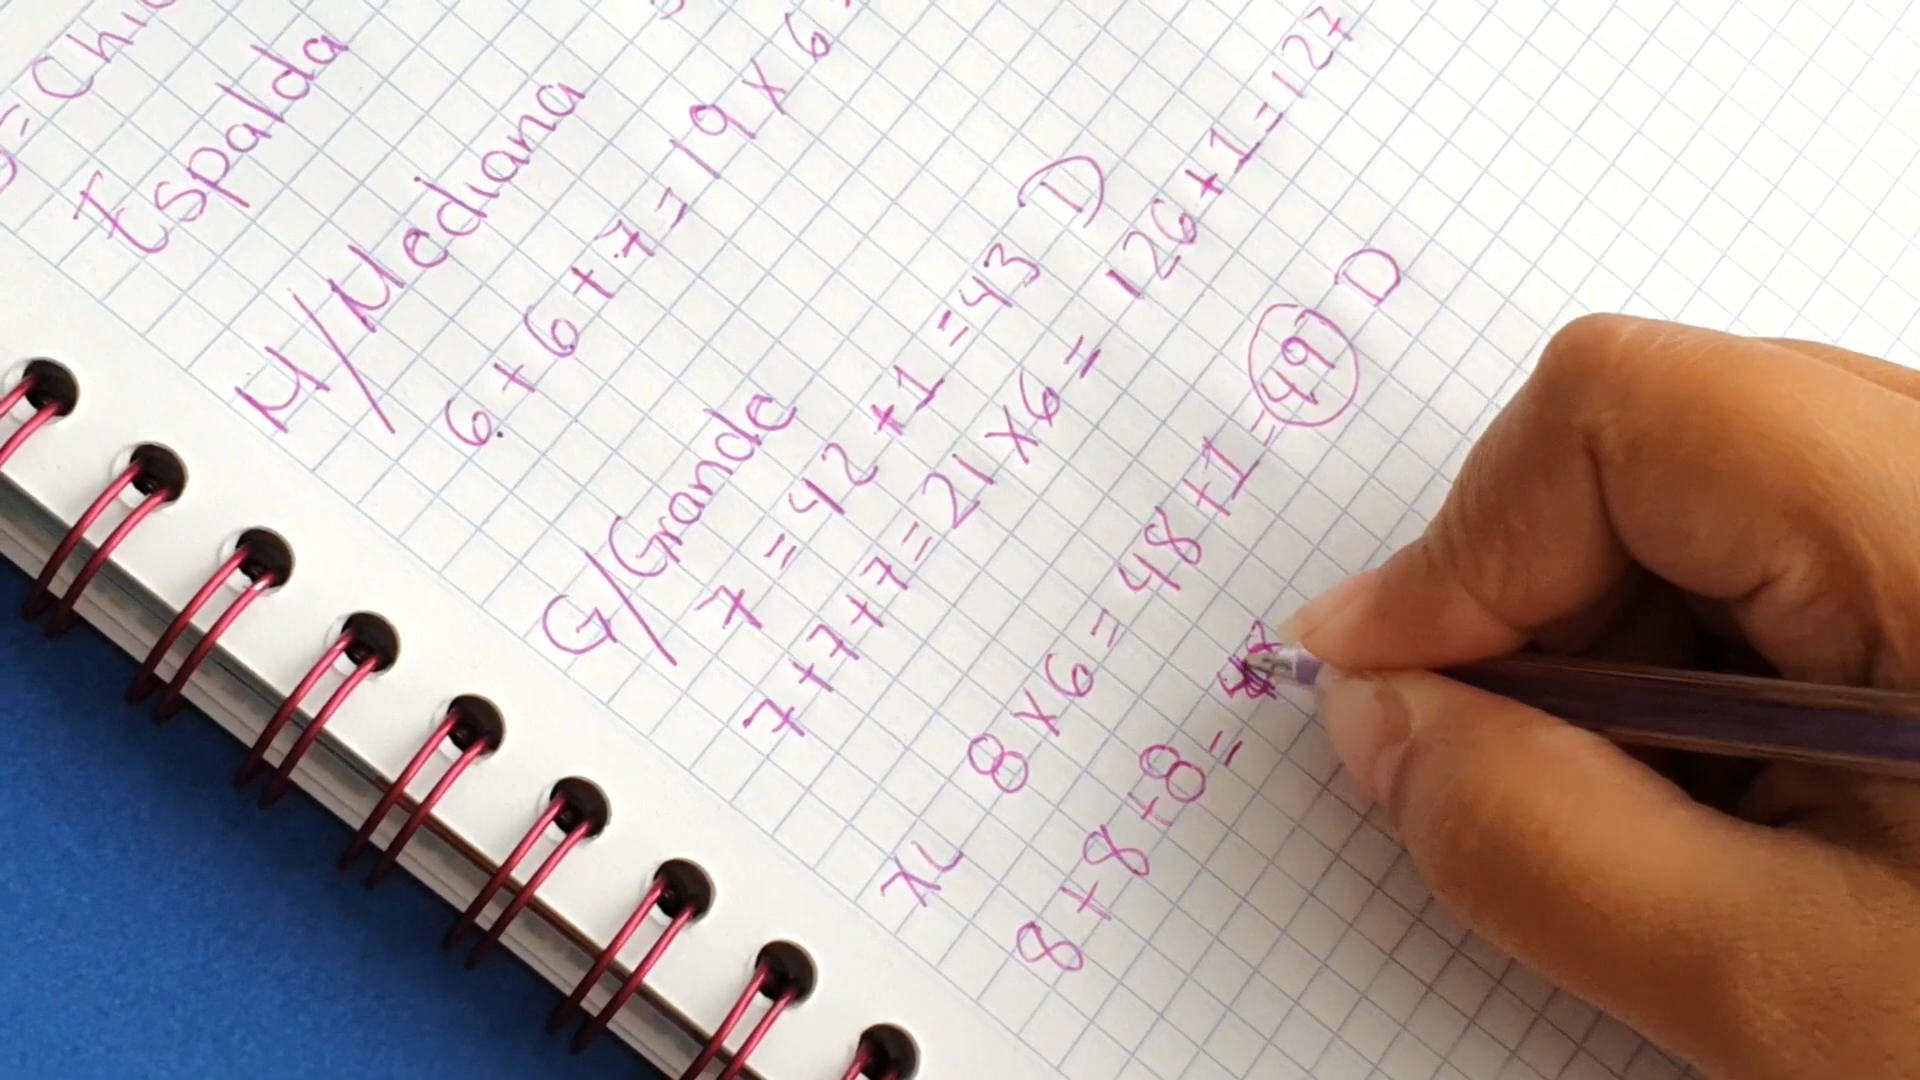 Espalda
M/Mediana
6+6+7=19x6
G/Grande
7=42+1=43 D
7+7+7=21x6=126+1=127
XL 8x6=48+1=49 D
8+8+8=